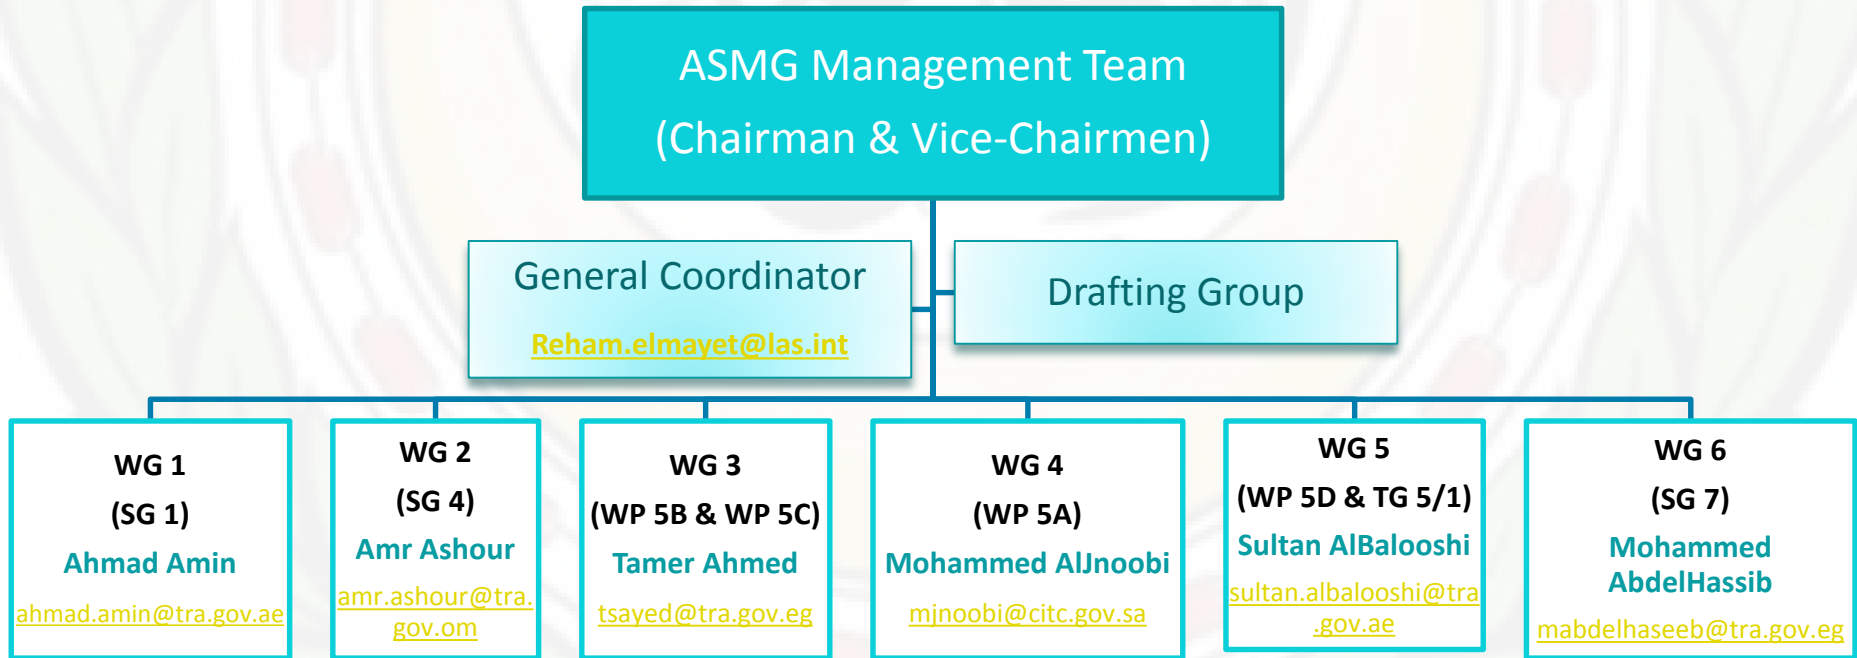 ASMG Management Team
(Chairman & Vice-Chairmen)
General Coordinator
Reham.elmayet@las.int
Drafting Group
WG 1
(SG 1)
Ahmad Amin
ahmad.amin@tra.gov.ae
WG 2
(SG 4)
Amr Ashour
amr.ashour@tra.
gov.om
WG 3
(WP 5B & WP 5C)
Tamer Ahmed
tsayed@tra.gov.eg
WG 4
(WP 5A)
Mohammed AlJnoobi
mjnoobi@citc.gov.sa
WG 5
(WP 5D & TG 5/1)
Sultan AlBalooshi
sultan.albalooshi@tra
.gov.ae
WG 6
(SG 7)
Mohammed
AbdelHassib
mabdelhaseeb@tra.gov.eg